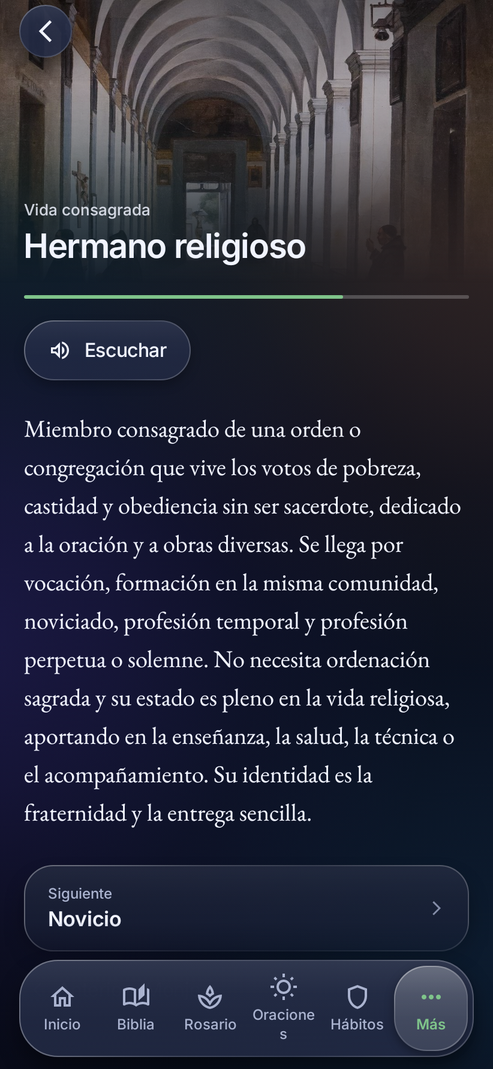 Vida consagrada
Hermano religioso
Escuchar
Miembro consagrado de una orden o
congregación que vive los votos de pobreza,
castidad y obediencia sin ser sacerdote, dedicado
a la oración y a obras diversas. Se llega por
vocación, formación en la misma comunidad,
noviciado, profesión temporal y profesión
perpetua o solemne. No necesita ordenación
sagrada y su estado es pleno en la vida religiosa,
aportando en la enseñanza, la salud, la técnica o
el acompañamiento. Su identidad es la
fraternidad y la entrega sencilla.
Siguiente
Novicio
Inicio
Biblia
Rosario
Oracione
s
Hábitos
Más